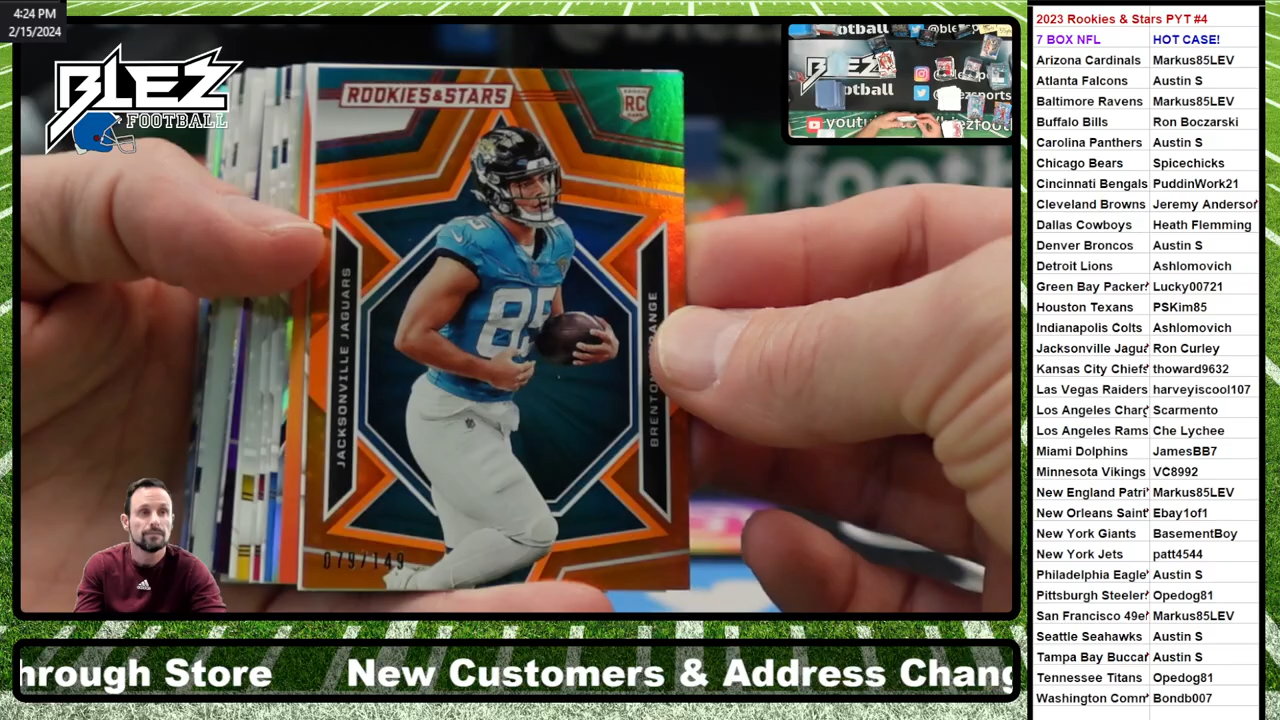 4:24 PM
2/15/2024
BLEZ
FOOTBALL
ROOKIES&STARS
RC
JACKSONVILLE JAGUARS
BRENTON
85
079/149
BLEZ
otball
youtu
hrough Store New Customers & Address Chang
2023 Rookies & Stars PYT #4
7 BOX NFL HOT CASE!
Arizona Cardinals Markus85LEV
Atlanta Falcons Austin S
Baltimore Ravens Markus85LEV
Buffalo Bills Ron Boczarski
Carolina Panthers Austin S
Chicago Bears Spicechicks
Cincinnati Bengals PuddinWork21
Cleveland Browns Jeremy Anderso
Dallas Cowboys Heath Flemming
Denver Broncos Austin S
Detroit Lions Ashlomovich
Green Bay Packer Lucky00721
Houston Texans PSKim85
Indianapolis Colts Ashlomovich
Jacksonville Jagu Ron Curley
Kansas City Chiefs thoward9632
Las Vegas Raiders harveyiscool107
Los Angeles Charg Scarmento
Los Angeles Rams Che Lychee
Miami Dolphins JamesBB7
Minnesota Vikings VC8992
New England Patri Markus85LEV
New Orleans Saint Ebay1of1
New York Giants BasementBoy
New York Jets patt4544
Philadelphia Eagle Austin S
Pittsburgh Steeler Opedog81
San Francisco 49e Markus85LEV
Seattle Seahawks Austin S
Tampa Bay Buccar Austin S
Tennessee Titans Opedog81
Washington Comm Bondb007